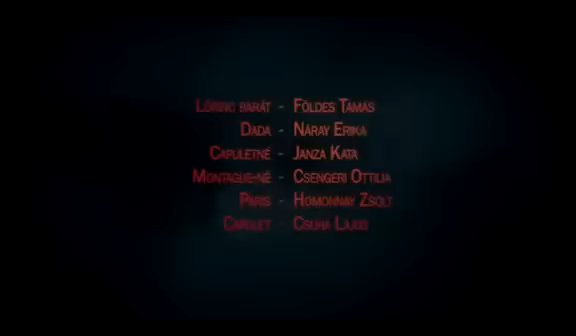 Lőrinc barát - Földes Tamás
Dada - Náray Erika
Capuletné - Janza Kata
Montague-né - Csengeri Ottilia
Paris - Homonnay Zsolt
Capulet - Csuha Lajos